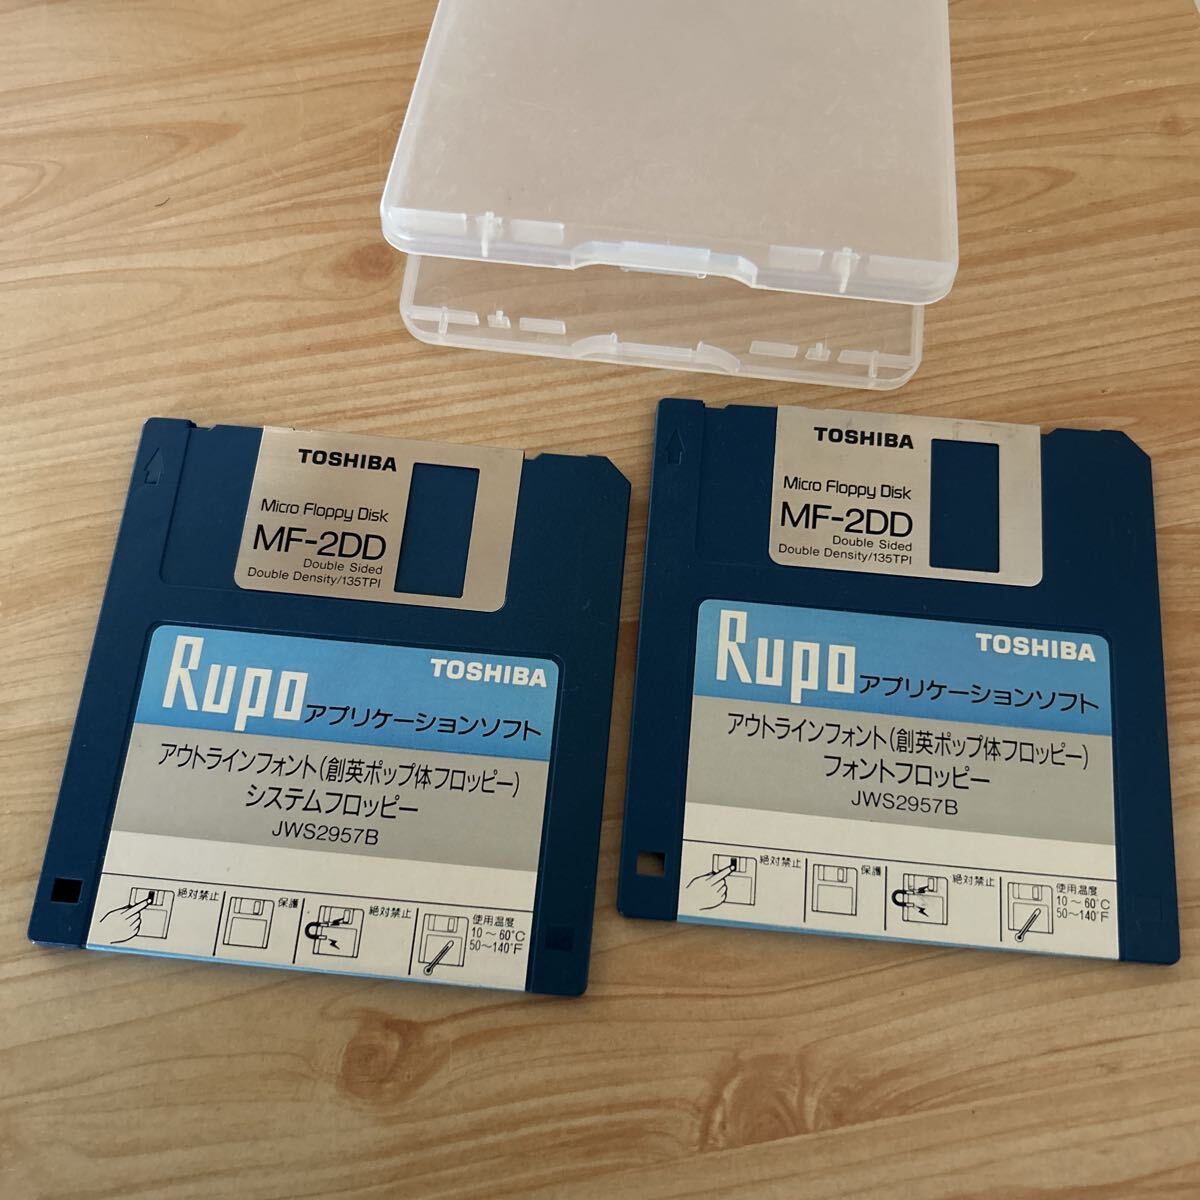 TOSHIBA
Micro Floppy Disk
MF-2DD
Double Sided
Double Density/135TPI
Rupo アプリケーションソフト
TOSHIBA
アウトラインフォント(創英ポップ体フロッピー)
システムフロッピー
JWS2957B
絶対禁止
保護
絶対禁止
使用温度
10～60℃
50～140°F
TOSHIBA
Micro Floppy Disk
MF-2DD
Double Sided
Double Density/135TPI
Rupo アプリケーションソフト
TOSHIBA
アウトラインフォント(創英ポップ体フロッピー)
フォントフロッピー
JWS2957B
絶対禁止
保護
絶対禁止
使用温度
10～60℃
50～140°F